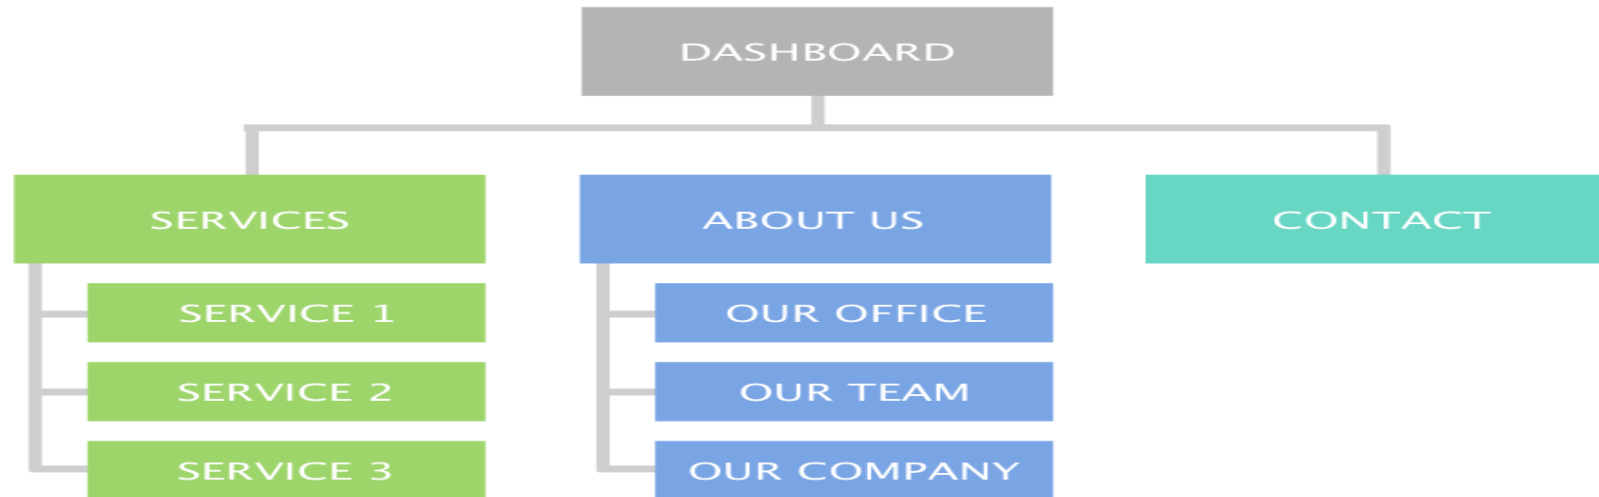 DASHBOARD
SERVICES
SERVICE 1
SERVICE 2
SERVICE 3
ABOUT US
OUR OFFICE
OUR TEAM
OUR COMPANY
CONTACT